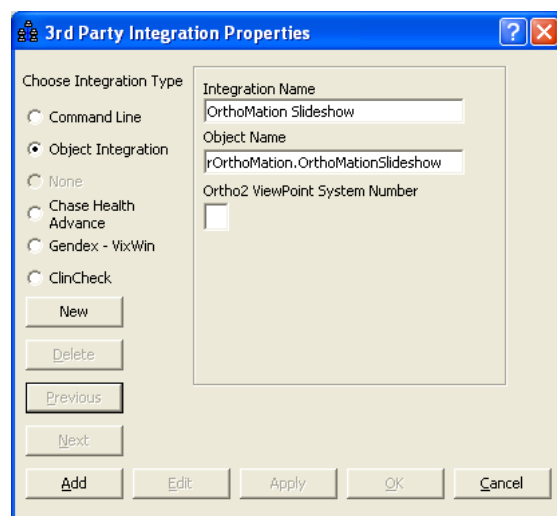 3rd Party Integration Properties
Choose Integration Type
Command Line
Object Integration
None
Chase Health
Advance
Gendex - VixWin
ClinCheck
New
Delete
Previous
Next
Integration Name
OrthoMation Slideshow
Object Name
rOrthoMation.OrthoMationSlideshow
Ortho2 ViewPoint System Number
Add
Edit
Apply
OK
Cancel